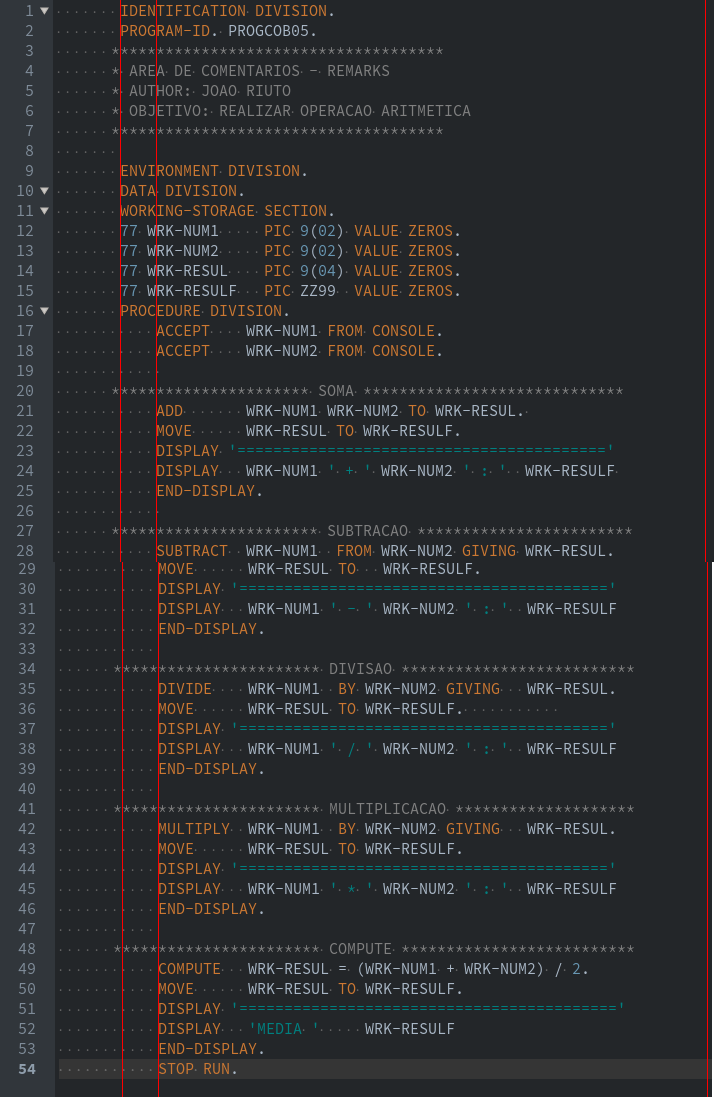 1 IDENTIFICATION DIVISION.
2 PROGRAM-ID. PROGCOB05.
3 *************************************
4 * AREA DE COMENTARIOS - REMARKS
5 * AUTHOR: JOAO RIUTO
6 * OBJETIVO: REALIZAR OPERACAO ARITMETICA
7 *************************************
8
9 ENVIRONMENT DIVISION.
10 DATA DIVISION.
11 WORKING-STORAGE SECTION.
12 77 WRK-NUM1     PIC 9(02) VALUE ZEROS.
13 77 WRK-NUM2     PIC 9(02) VALUE ZEROS.
14 77 WRK-RESUL    PIC 9(04) VALUE ZEROS.
15 77 WRK-RESULF   PIC ZZ99  VALUE ZEROS.
16 PROCEDURE DIVISION.
17     ACCEPT    WRK-NUM1 FROM CONSOLE.
18     ACCEPT    WRK-NUM2 FROM CONSOLE.
19
20 ********************** SOMA *****************************
21     ADD       WRK-NUM1 WRK-NUM2 TO WRK-RESUL.
22     MOVE      WRK-RESUL TO WRK-RESULF.
23     DISPLAY '========================================='
24     DISPLAY   WRK-NUM1 ' + ' WRK-NUM2 ' : '  WRK-RESULF
25     END-DISPLAY.
26
27 *********************** SUBTRACAO ************************
28     SUBTRACT  WRK-NUM1  FROM WRK-NUM2 GIVING WRK-RESUL.
29     MOVE      WRK-RESUL TO   WRK-RESULF.
30     DISPLAY '========================================='
31     DISPLAY   WRK-NUM1 ' - ' WRK-NUM2 ' : '  WRK-RESULF
32     END-DISPLAY.
33
34 *********************** DIVISAO **************************
35     DIVIDE    WRK-NUM1  BY WRK-NUM2 GIVING   WRK-RESUL.
36     MOVE      WRK-RESUL TO WRK-RESULF.
37     DISPLAY '========================================='
38     DISPLAY   WRK-NUM1 ' / ' WRK-NUM2 ' : '  WRK-RESULF
39     END-DISPLAY.
40
41 *********************** MULTIPLICACAO ********************
42     MULTIPLY  WRK-NUM1  BY WRK-NUM2 GIVING   WRK-RESUL.
43     MOVE      WRK-RESUL TO WRK-RESULF.
44     DISPLAY '========================================='
45     DISPLAY   WRK-NUM1 ' * ' WRK-NUM2 ' : '  WRK-RESULF
46     END-DISPLAY.
47
48 *********************** COMPUTE **************************
49     COMPUTE   WRK-RESUL = (WRK-NUM1 + WRK-NUM2) / 2.
50     MOVE      WRK-RESUL TO WRK-RESULF.
51     DISPLAY '=========================================='
52     DISPLAY   'MEDIA '     WRK-RESULF
53     END-DISPLAY.
54     STOP RUN.